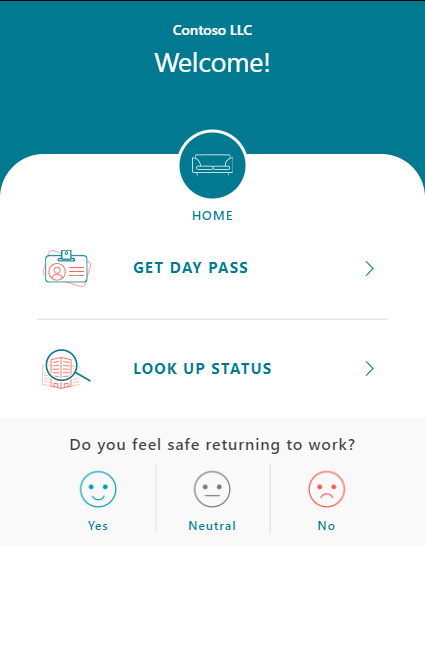 Contoso LLC
Welcome!
HOME
GET DAY PASS
LOOK UP STATUS
Do you feel safe returning to work?
Yes
Neutral
No